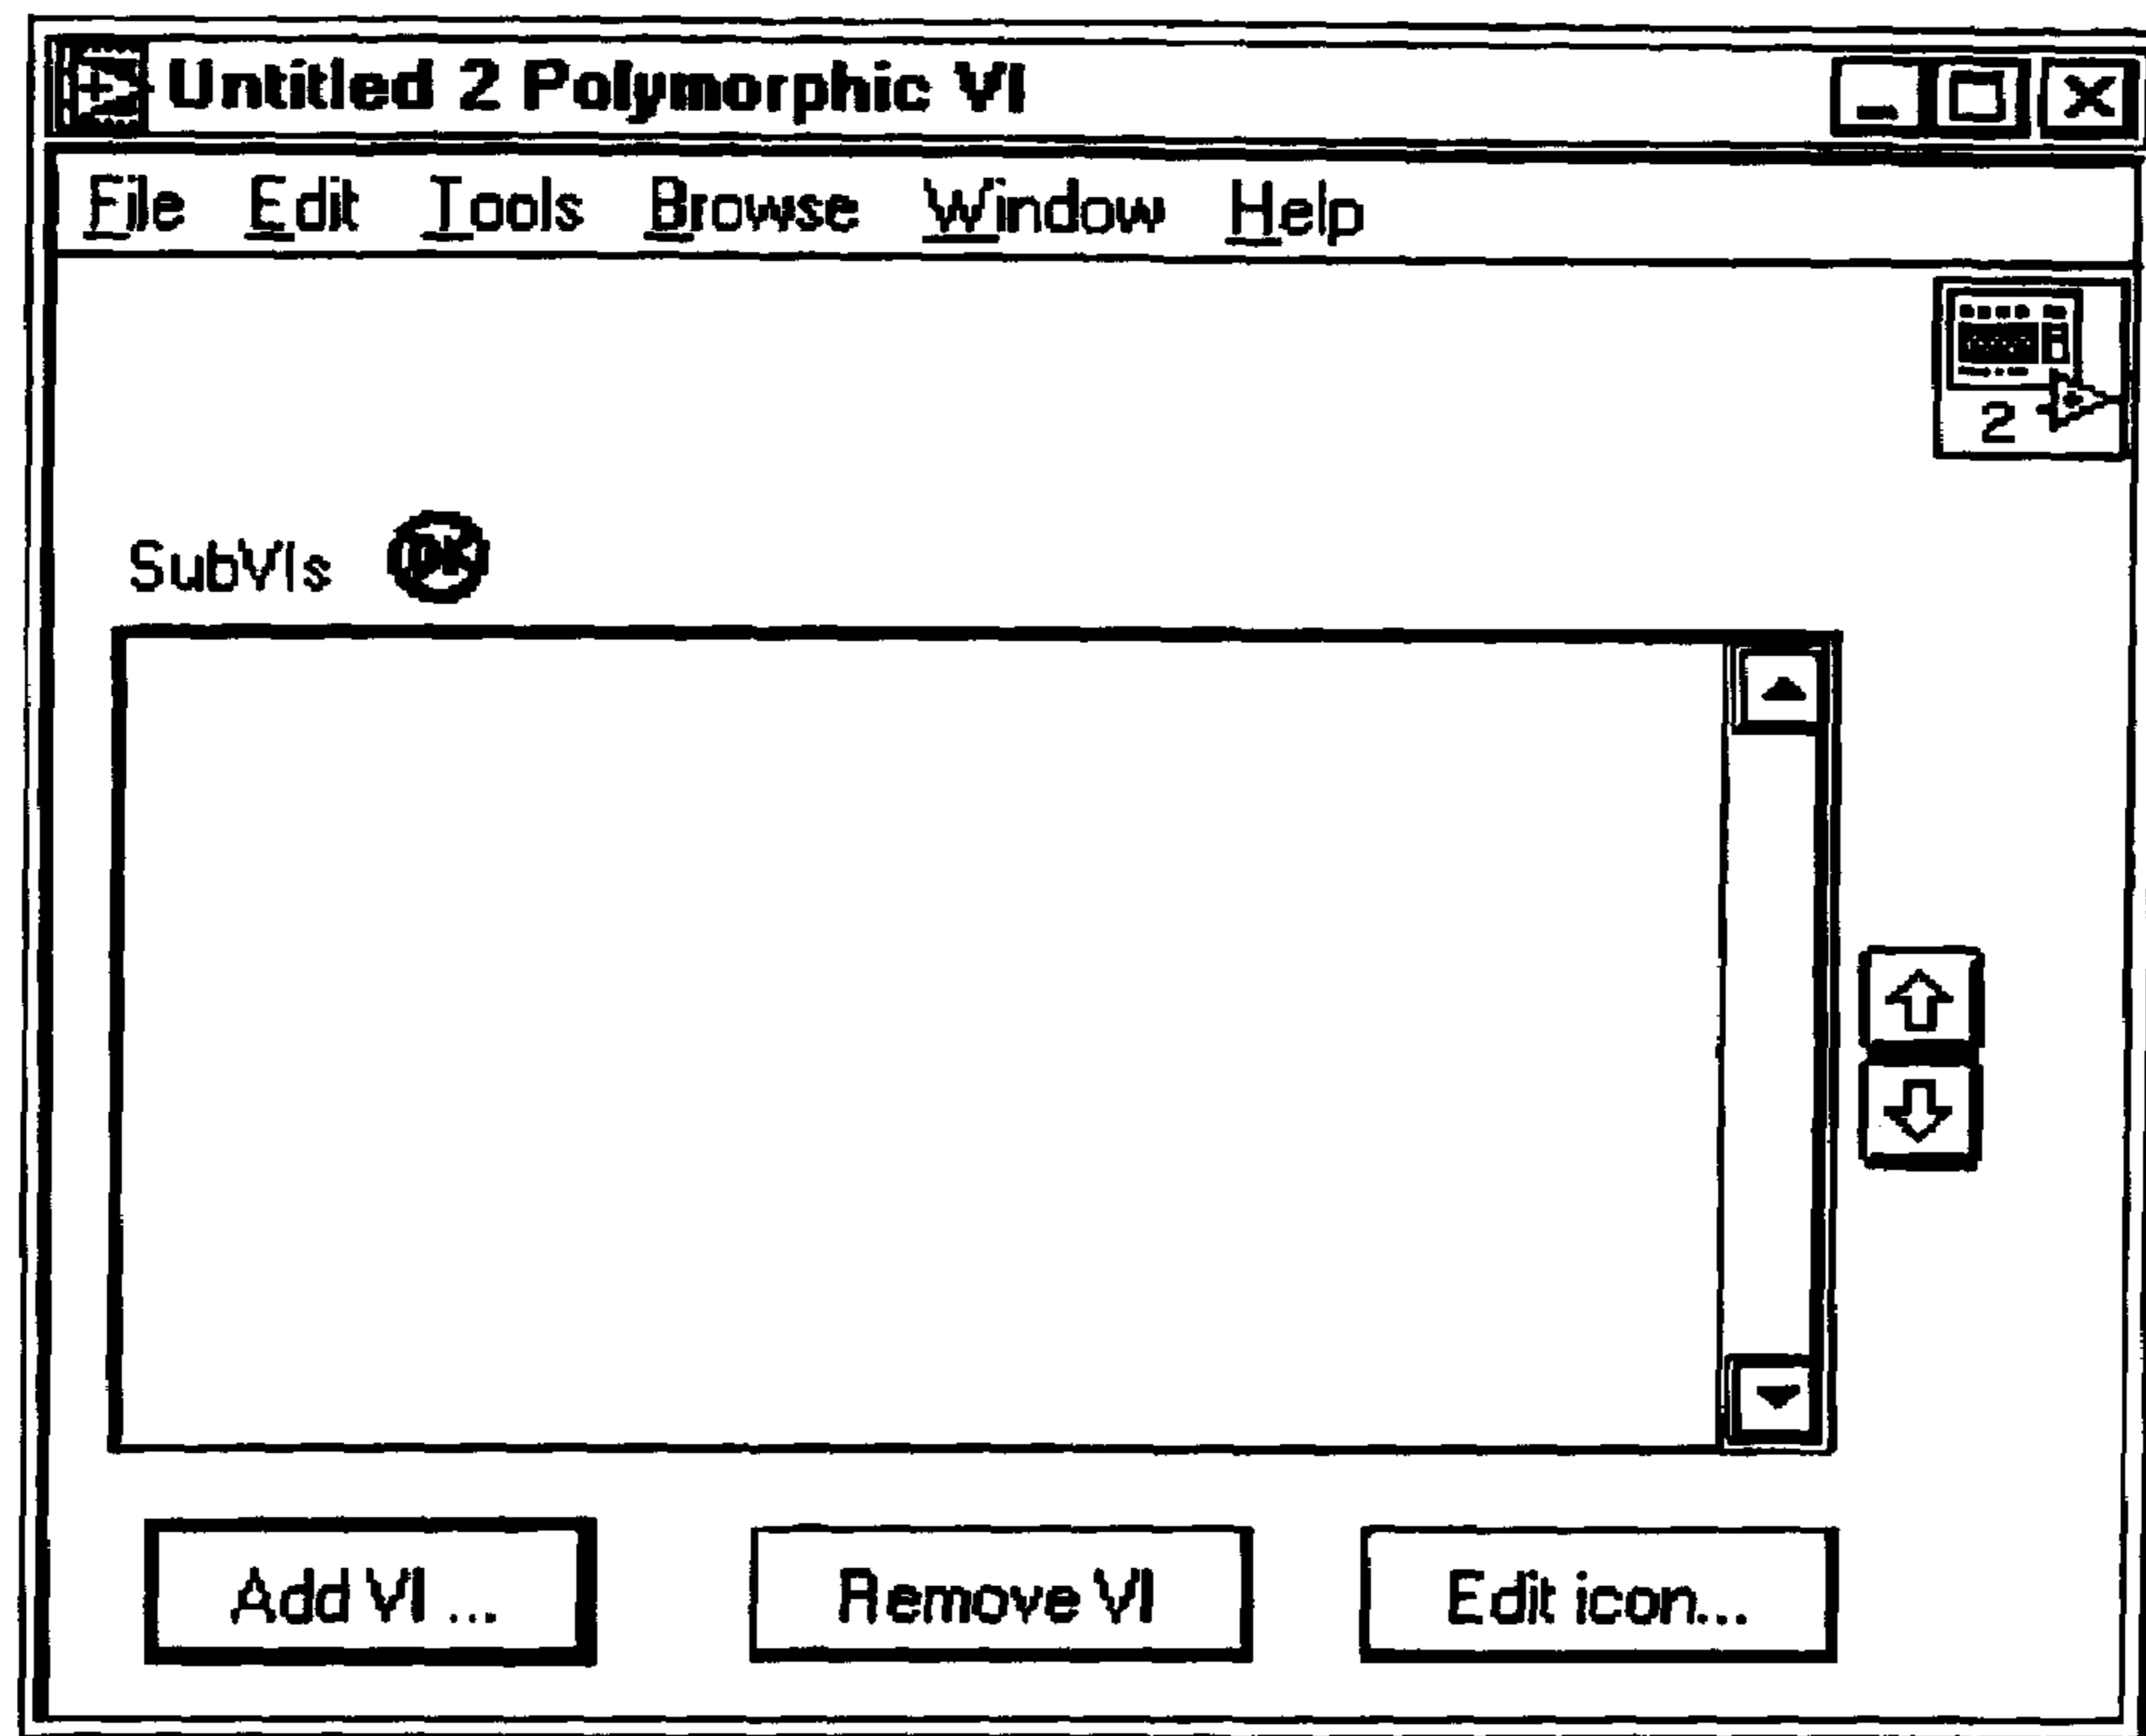 Untitled 2 Polymorphic VI
File Edit Tools Browse Window Help
2
SubVIs
Add VI ...
Remove VI
Edit icon...